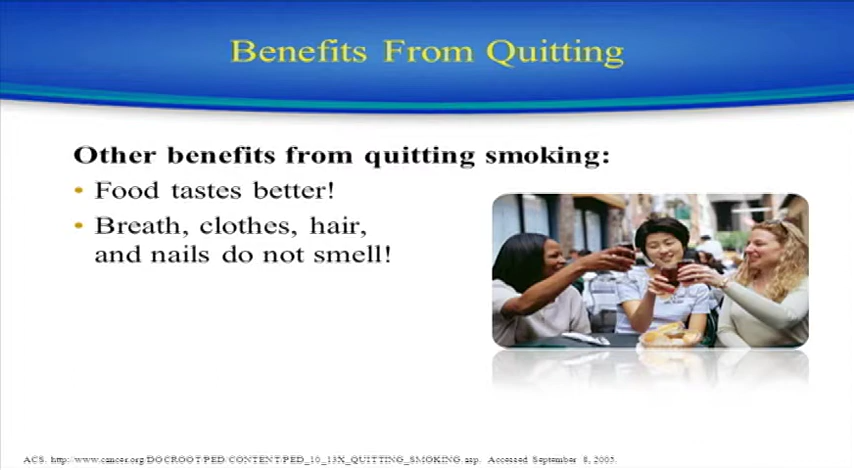 Benefits From Quitting
Other benefits from quitting smoking:
• Food tastes better!
• Breath, clothes, hair,
and nails do not smell!
ACS. http://www.cancer.org/DOCROOT/PED/CONTENT/PED_10_13X_QUITTING_SMOKING.asp. Accessed September 8, 2005.